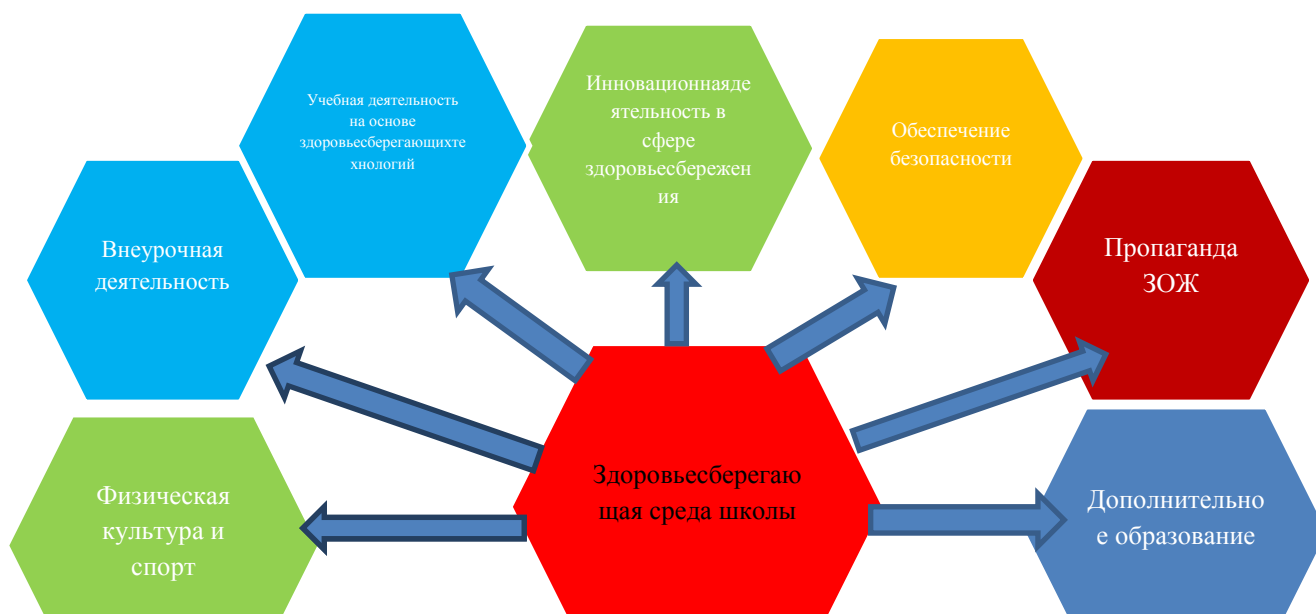 Учебная деятельность
на основе
здоровьесберегающихте
хнологий
Инновационнаяде
ятельность в
сфере
здоровьесбережен
ия
Обеспечение
безопасности
Внеурочная
деятельность
Пропаганда
ЗОЖ
Физическая
культура и
спорт
Здоровьесберегаю
щая среда школы
Дополнительно
е образование